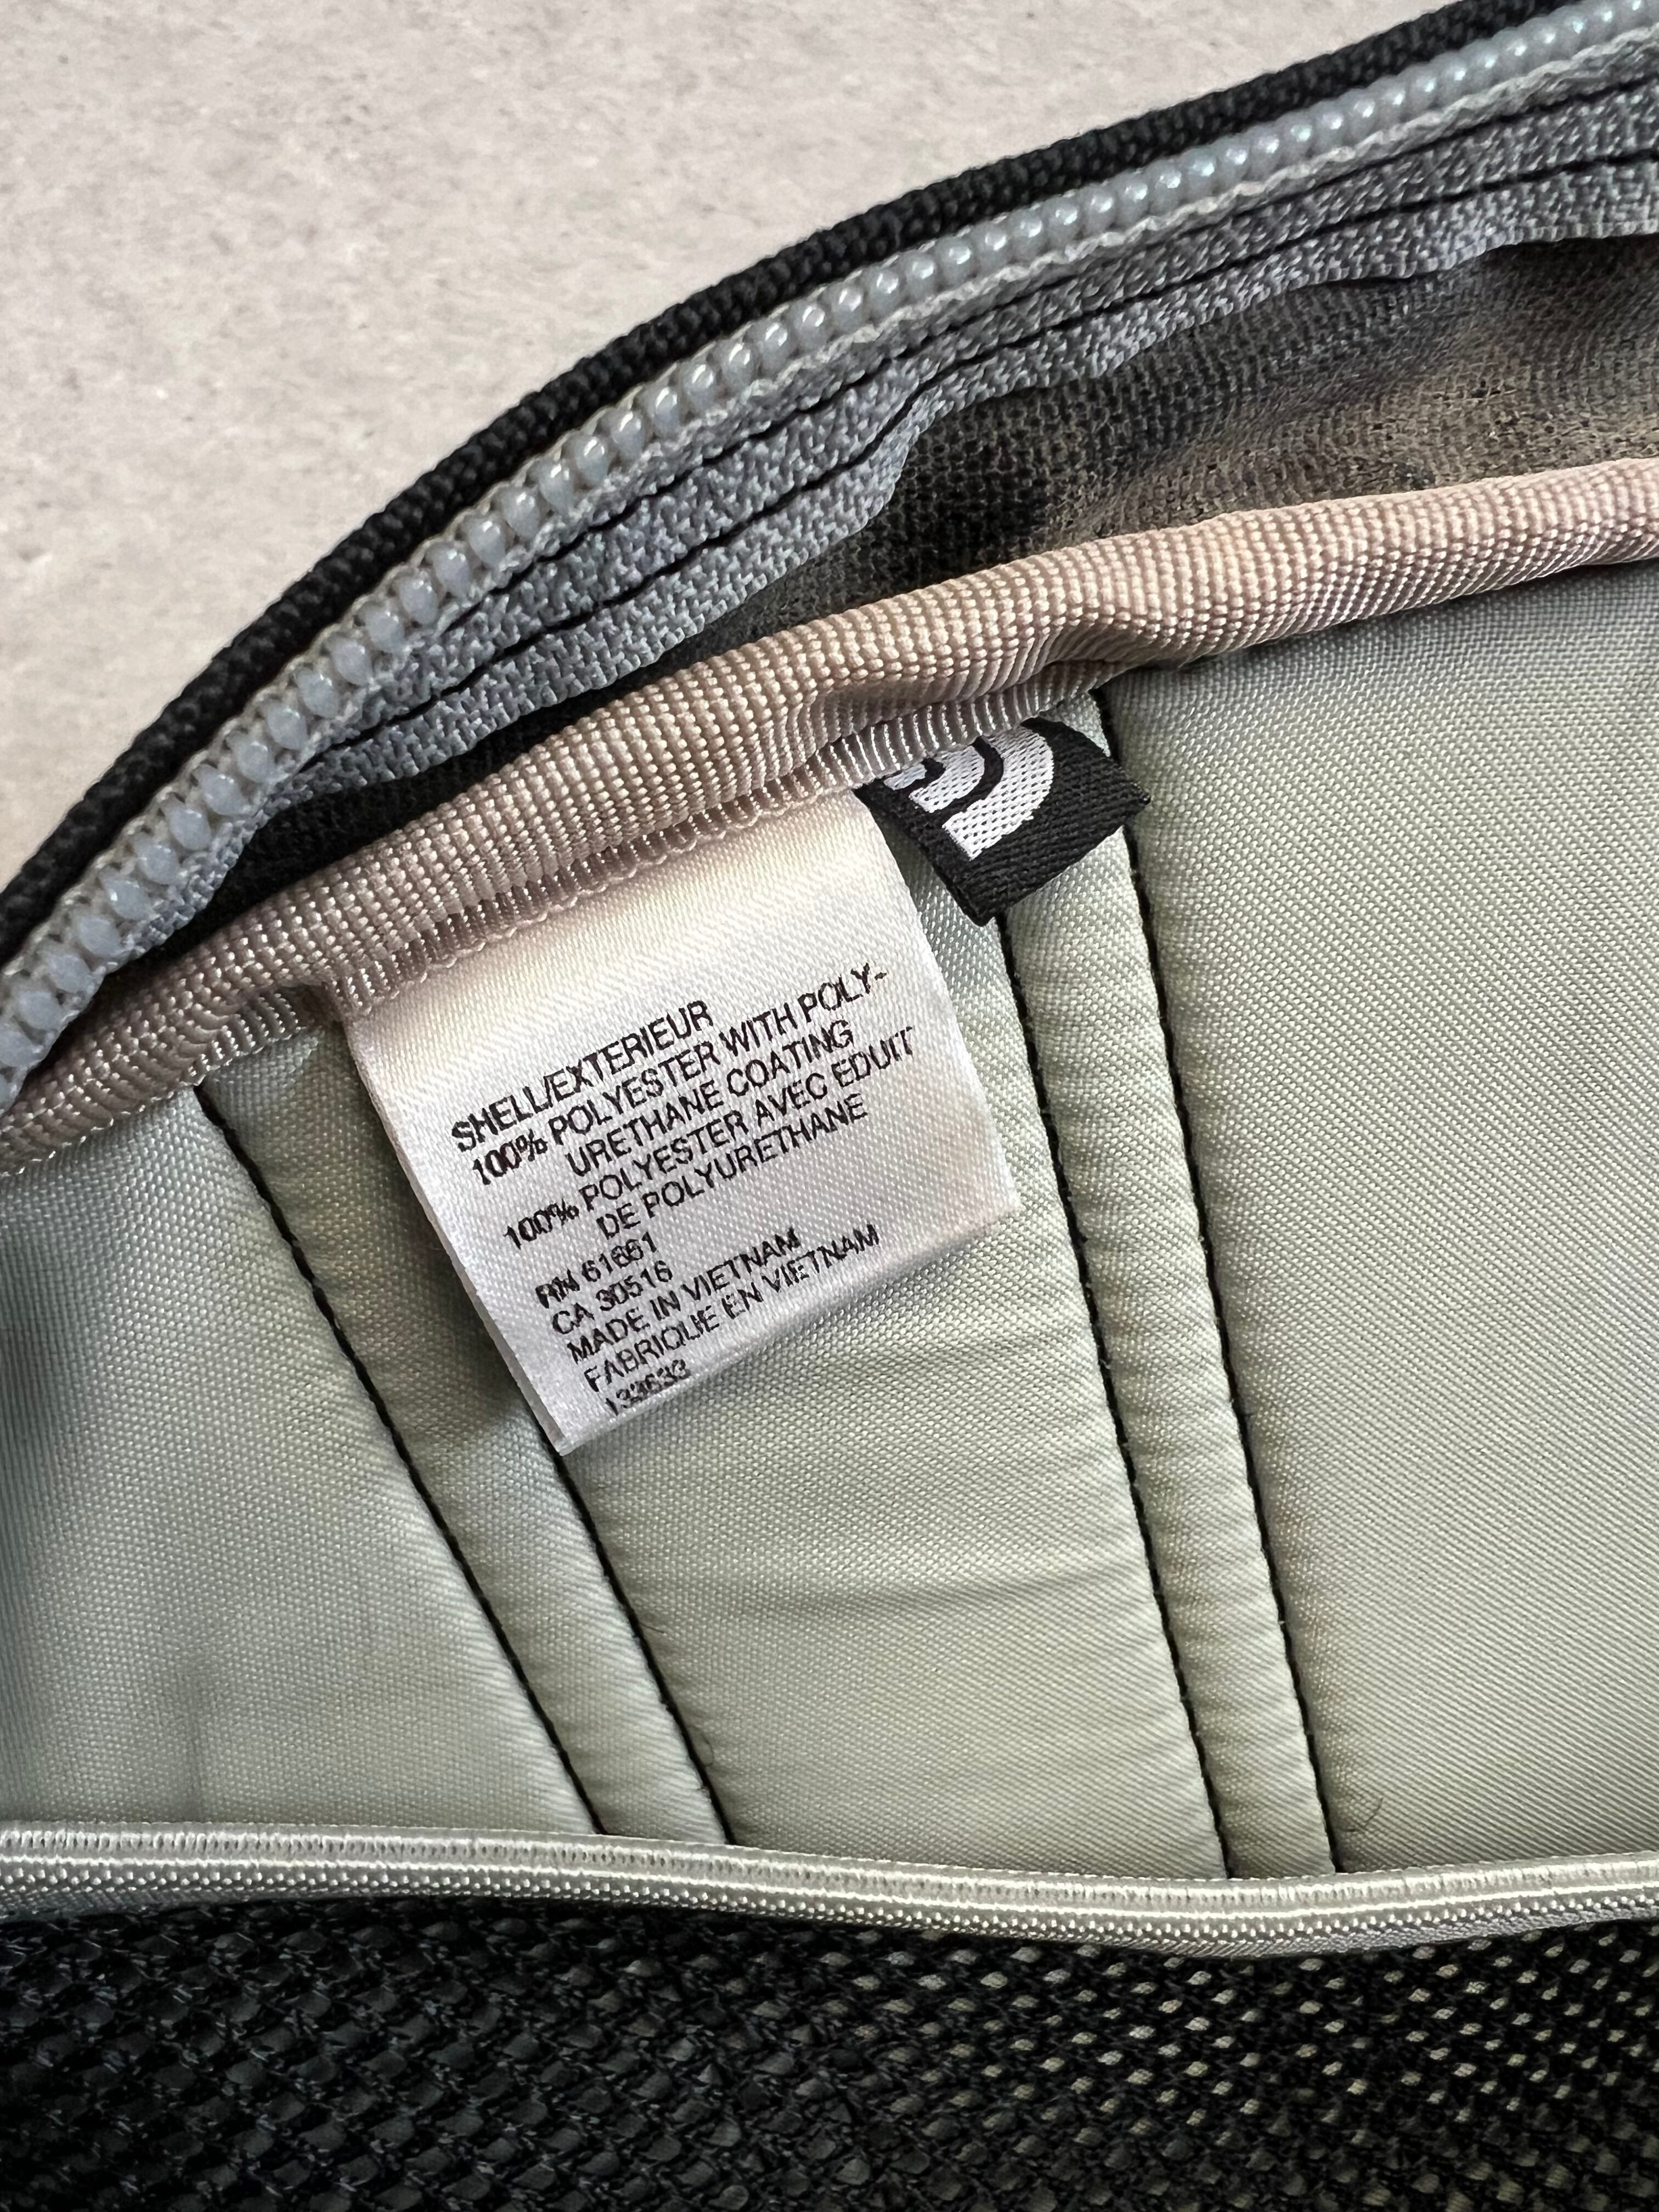 SHELL/EXTERIEUR
100% POLYESTER WITH POLY-
URETHANE COATING
100% POLYESTER AVEC EDUIT
DE POLYURETHANE
RN 61661
CA 30516
MADE IN VIETNAM
FABRIQUE EN VIETNAM